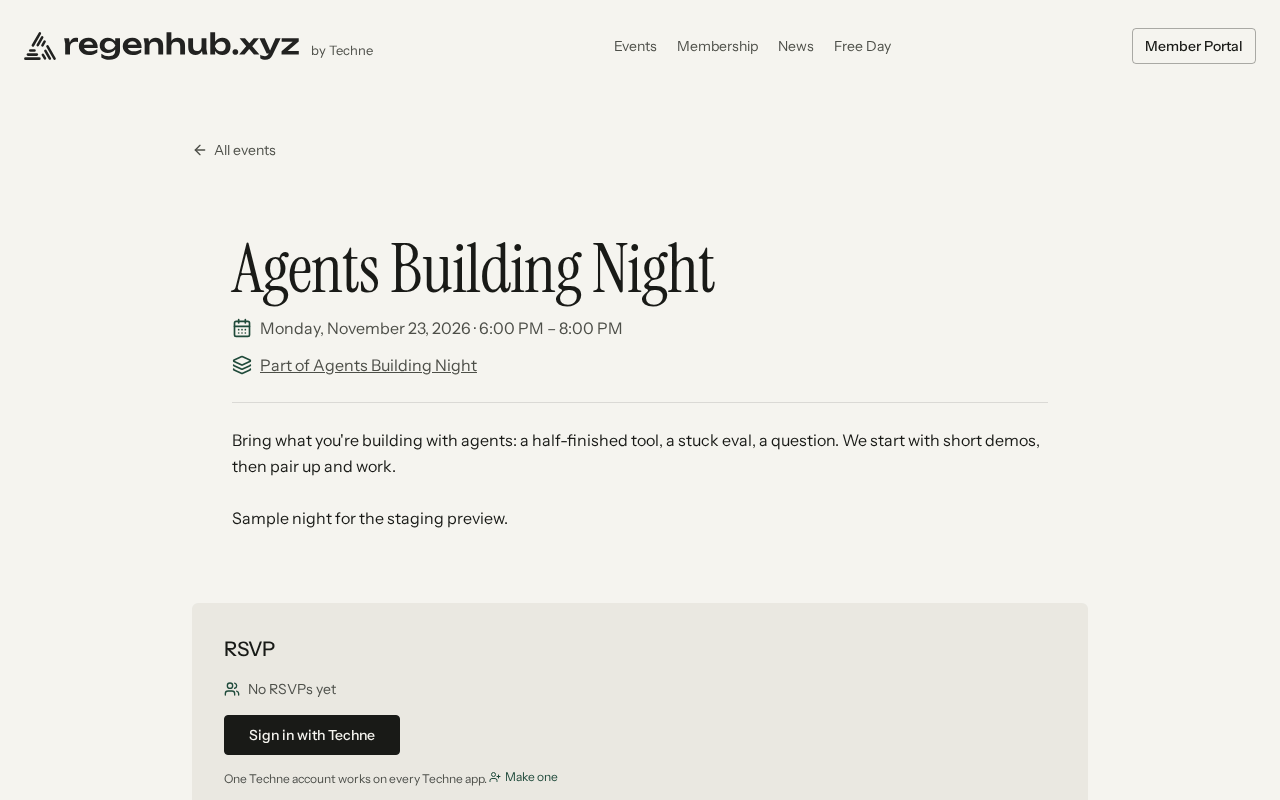 regenhub.xyz by Techne
Events Membership News Free Day
Member Portal
All events
Agents Building Night
Monday, November 23, 2026 · 6:00 PM – 8:00 PM
Part of Agents Building Night
Bring what you're building with agents: a half-finished tool, a stuck eval, a question. We start with short demos,
then pair up and work.
Sample night for the staging preview.
RSVP
No RSVPs yet
Sign in with Techne
One Techne account works on every Techne app. Make one